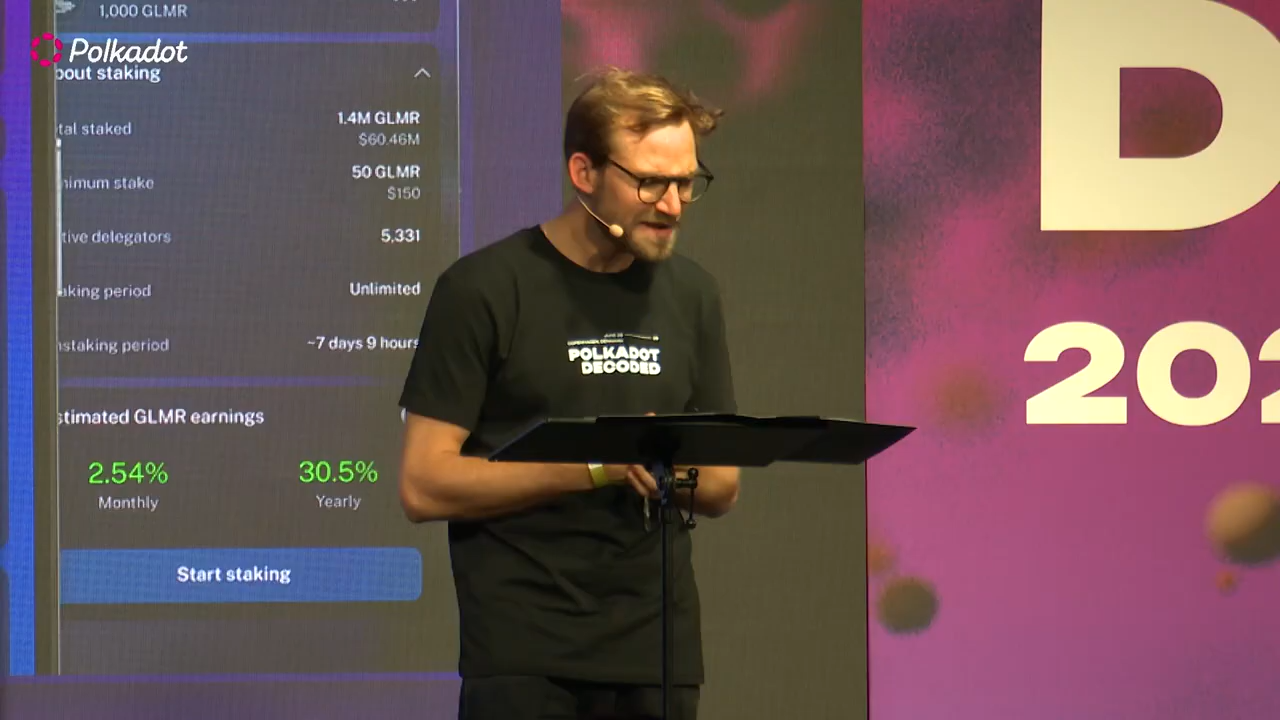 1,000 GLMR
Polkadot
bout staking
tal staked
1.4M GLMR
$60.46M
nimum stake
50 GLMR
$150
tive delegators
5,331
aking period
Unlimited
nstaking period
~7 days 9 hours
stimated GLMR earnings
2.54%
30.5%
Monthly
Yearly
Start staking
POLKADOT
DECODED
D
202